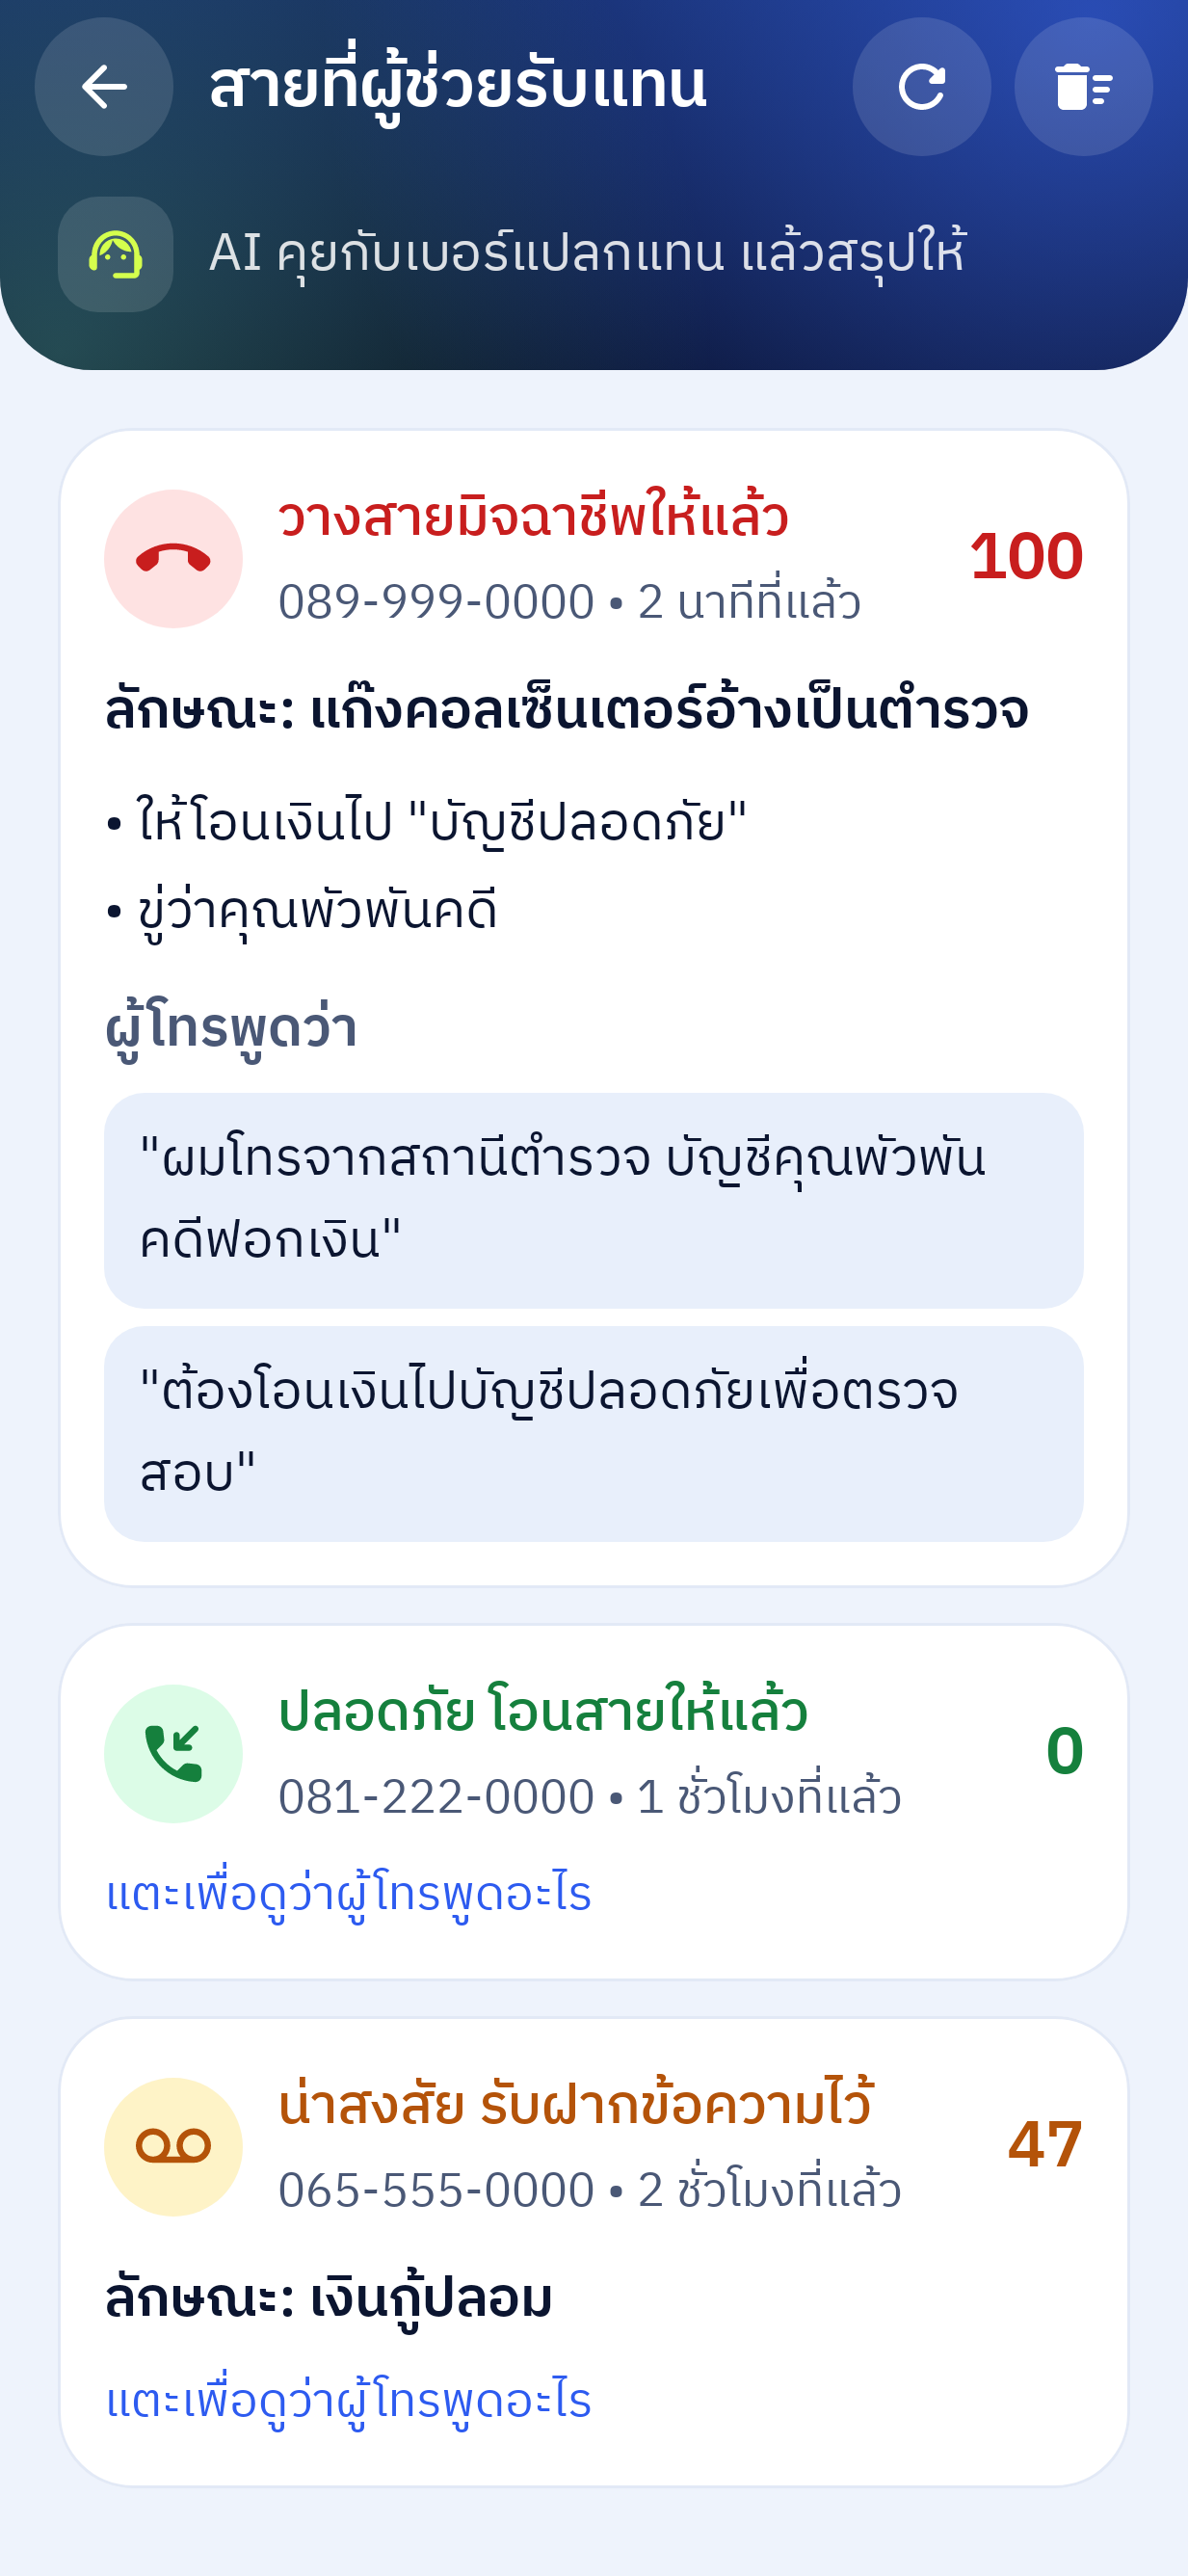 สายที่ผู้ช่วยรับแทน
AI คุยกับเบอร์แปลกแทน แล้วสรุปให้
วางสายมิจฉาชีพให้แล้ว
100
089-999-0000 • 2 นาทีที่แล้ว
ลักษณะ: แก๊งคอลเซ็นเตอร์อ้างเป็นตำรวจ
• ให้โอนเงินไป "บัญชีปลอดภัย"
• ขู่ว่าคุณพัวพันคดี
ผู้โทรพูดว่า
"ผมโทรจากสถานีตำรวจ บัญชีคุณพัวพัน
คดีฟอกเงิน"
"ต้องโอนเงินไปบัญชีปลอดภัยเพื่อตรวจ
สอบ"
ปลอดภัย โอนสายให้แล้ว
0
081-222-0000 • 1 ชั่วโมงที่แล้ว
แตะเพื่อดูว่าผู้โทรพูดอะไร
น่าสงสัย รับฝากข้อความไว้
47
065-555-0000 • 2 ชั่วโมงที่แล้ว
ลักษณะ: เงินกู้ปลอม
แตะเพื่อดูว่าผู้โทรพูดอะไร